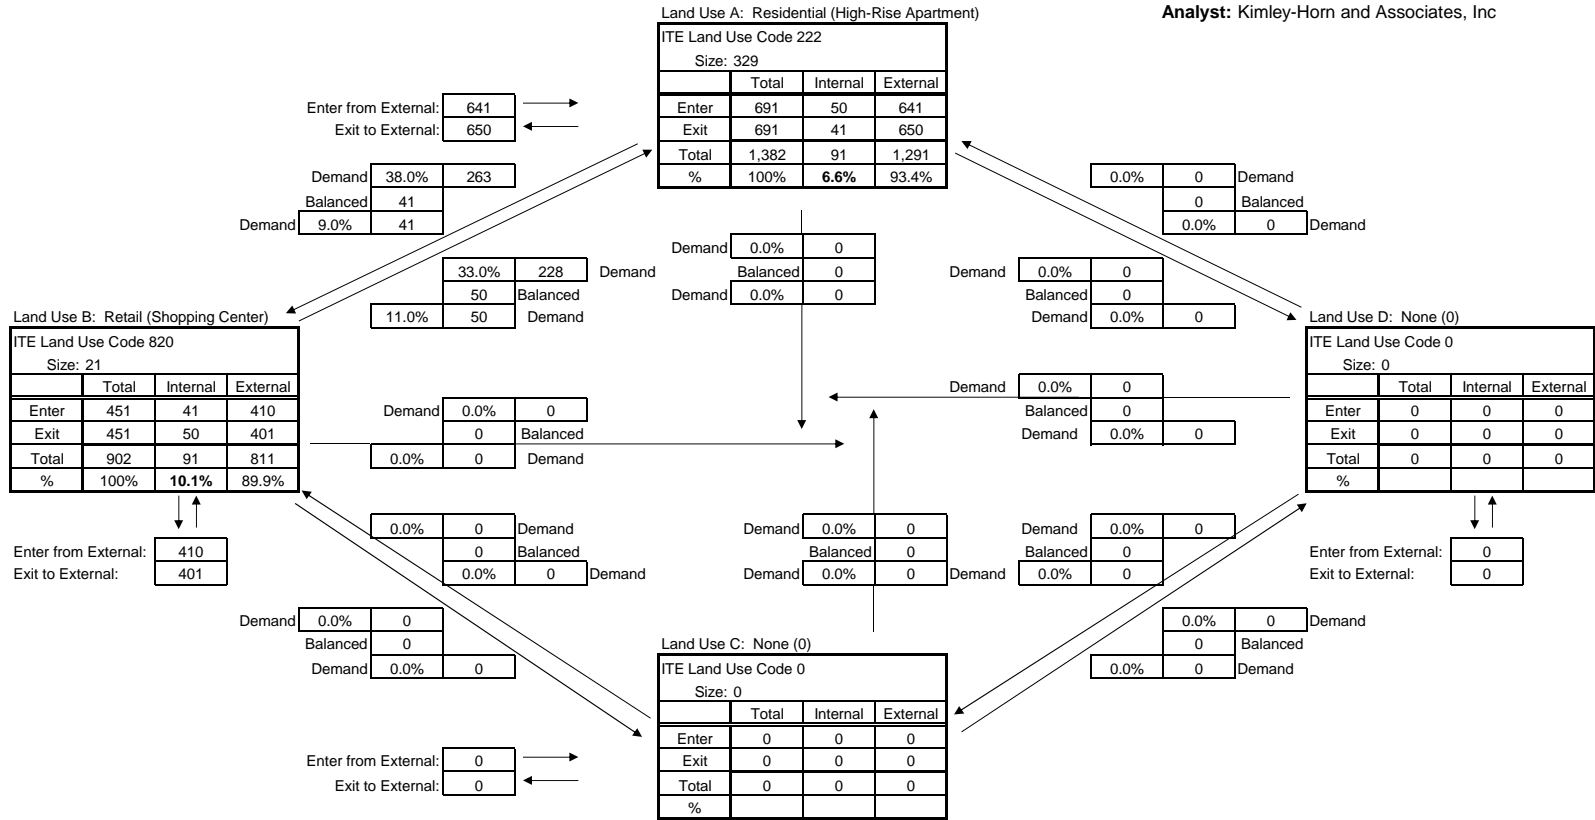 Land Use A: Residential (High-Rise Apartment)
Analyst: Kimley-Horn and Associates, Inc
ITE Land Use Code 222
Size: 329
Total Internal External
Enter 691 50 641
Exit 691 41 650
Total 1,382 91 1,291
% 100% 6.6% 93.4%
Enter from External: 641
Exit to External: 650
Demand 38.0% 263
Balanced 41
Demand 9.0% 41
0.0% 0 Demand
0 Balanced
0.0% 0 Demand
33.0% 228 Demand
50 Balanced
11.0% 50 Demand
Demand 0.0% 0
Balanced 0
Demand 0.0% 0
Demand 0.0% 0
Balanced 0
Demand 0.0% 0
Land Use B: Retail (Shopping Center)
ITE Land Use Code 820
Size: 21
Total Internal External
Enter 451 41 410
Exit 451 50 401
Total 902 91 811
% 100% 10.1% 89.9%
Enter from External: 410
Exit to External: 401
Demand 0.0% 0
0 Balanced
0.0% 0 Demand
Demand 0.0% 0
Balanced 0
Demand 0.0% 0
Land Use D: None (0)
ITE Land Use Code 0
Size: 0
Total Internal External
Enter 0 0 0
Exit 0 0 0
Total 0 0 0
%
Enter from External: 0
Exit to External: 0
0.0% 0 Demand
0 Balanced
0.0% 0 Demand
Demand 0.0% 0
Balanced 0
Demand 0.0% 0 Demand
Demand 0.0% 0
Balanced 0
0.0% 0
Demand 0.0% 0
Balanced 0
Demand 0.0% 0
0.0% 0 Demand
0 Balanced
0.0% 0 Demand
Land Use C: None (0)
ITE Land Use Code 0
Size: 0
Total Internal External
Enter 0 0 0
Exit 0 0 0
Total 0 0 0
%
Enter from External: 0
Exit to External: 0